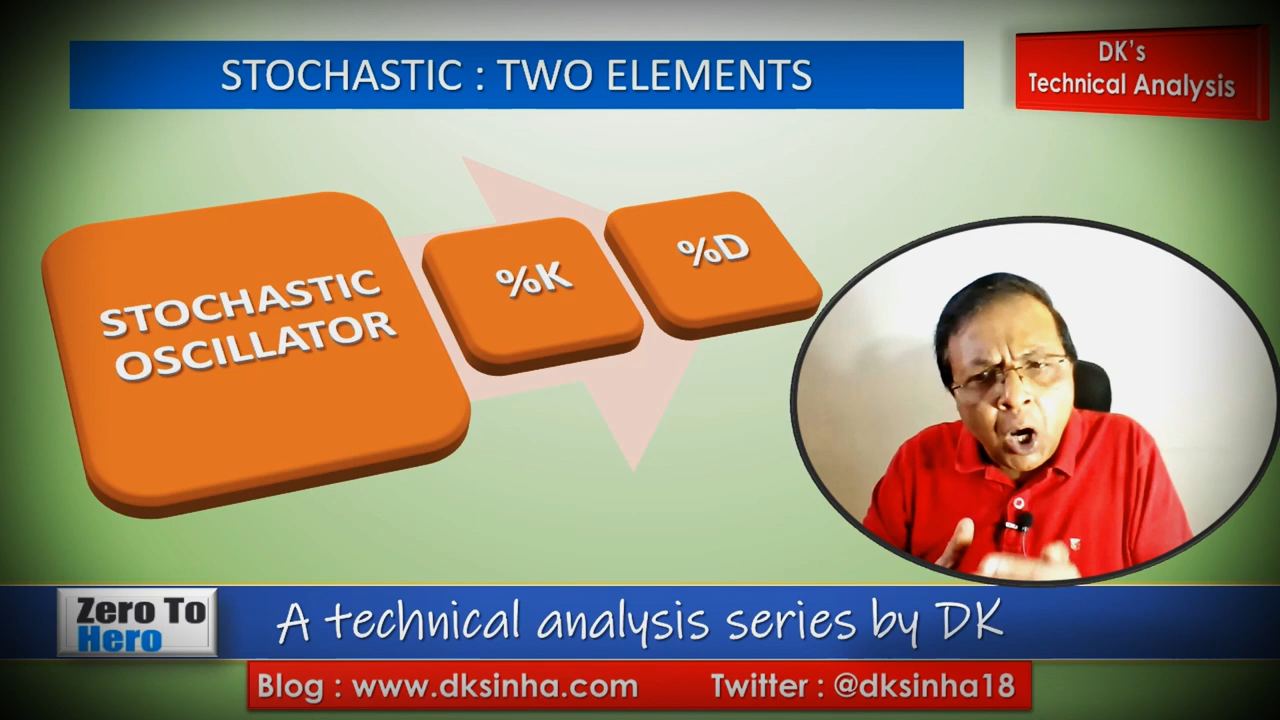 STOCHASTIC : TWO ELEMENTS
DK's
Technical Analysis
STOCHASTIC
OSCILLATOR
%K
%D
Zero To
Hero
A technical analysis series by DK
Blog : www.dksinha.com Twitter : @dksinha18